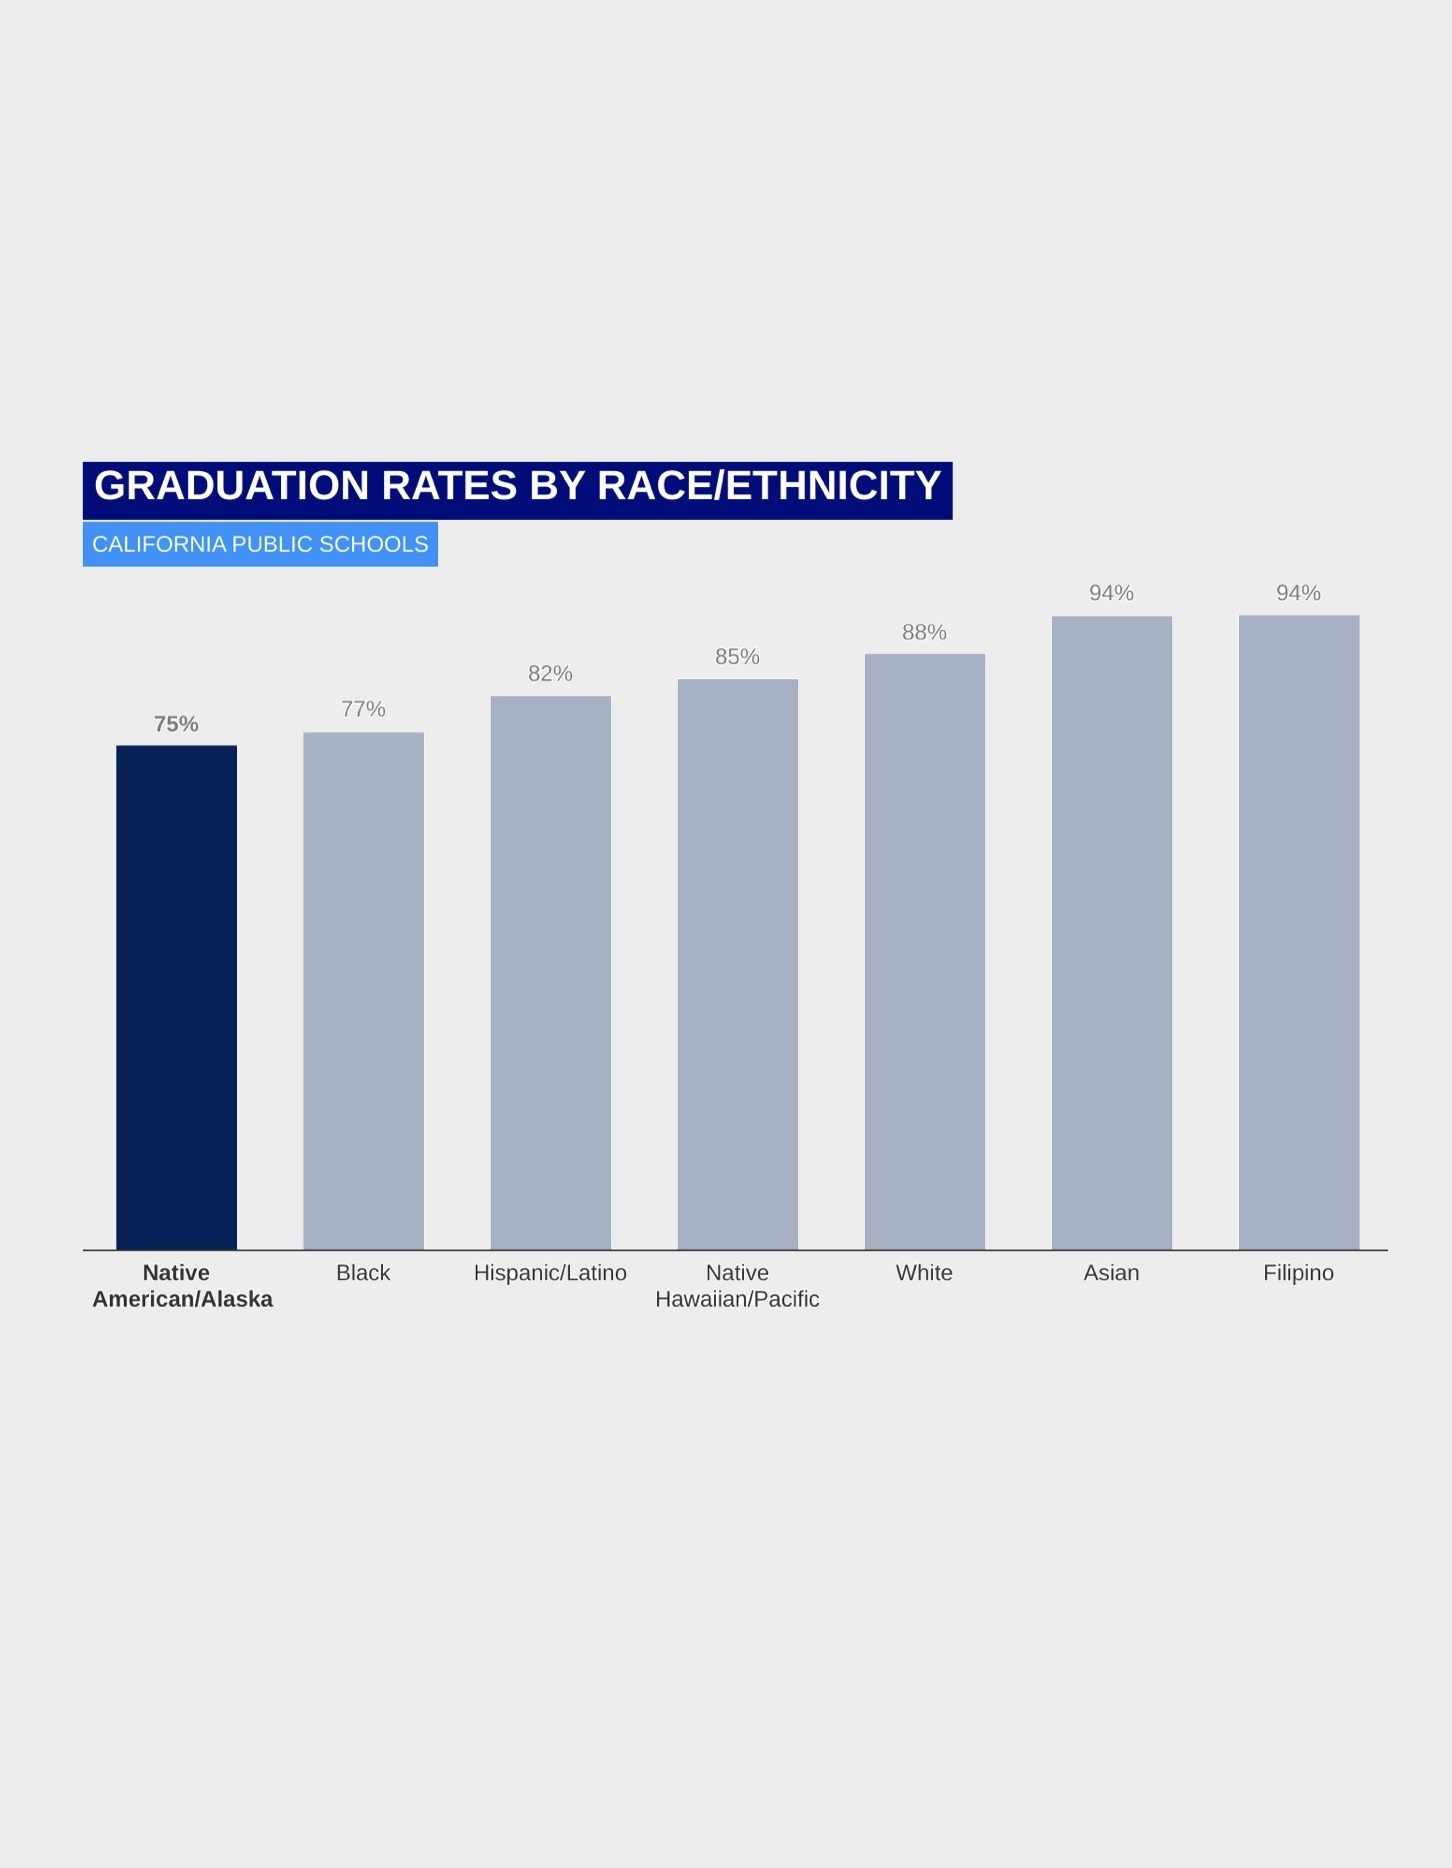 GRADUATION RATES BY RACE/ETHNICITY
CALIFORNIA PUBLIC SCHOOLS
75%
77%
82%
85%
88%
94%
94%
Native
American/Alaska
Black
Hispanic/Latino
Native
Hawaiian/Pacific
White
Asian
Filipino